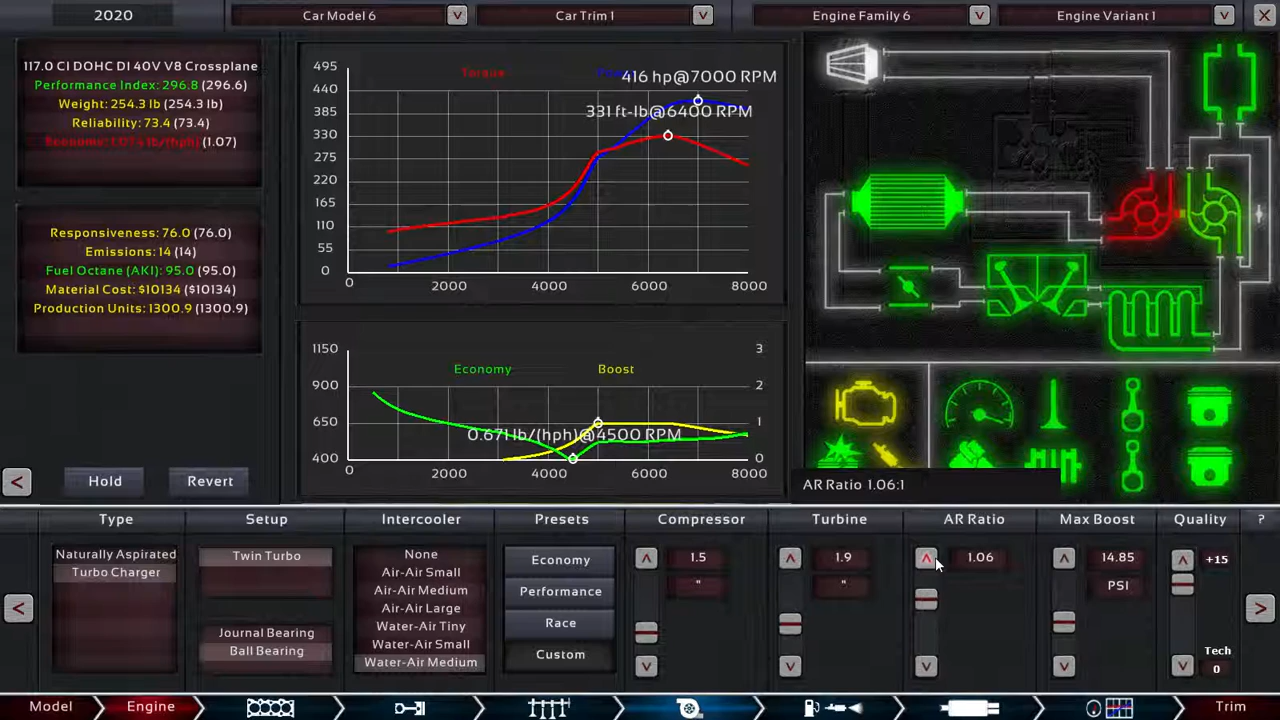 2020
Car Model 6
Car Trim 1
Engine Family 6
Engine Variant 1
117.0 CI DOHC DI 40V V8 Crossplane
Performance Index: 296.8 (296.6)
Weight: 254.3 lb (254.3 lb)
Reliability: 73.4 (73.4)
(1.07)
Responsiveness: 76.0 (76.0)
Emissions: 14 (14)
Fuel Octane (AKI): 95.0 (95.0)
Material Cost: $10134 ($10134)
Production Units: 1300.9 (1300.9)
Hold
Revert
495
440
385
330
275
220
165
110
55
0
Torque
416 hp@7000 RPM
331 ft-lb@6400 RPM
0
2000
4000
6000
8000
1150
900
650
400
Economy
Boost
3
2
1
0
0.671 lb/(hph)@4500 RPM
0
2000
4000
6000
8000
AR Ratio 1.06:1
Type
Setup
Intercooler
Presets
Compressor
Turbine
AR Ratio
Max Boost
Quality
?
Naturally Aspirated
Turbo Charger
Twin Turbo
Journal Bearing
Ball Bearing
None
Air-Air Small
Air-Air Medium
Air-Air Large
Water-Air Tiny
Water-Air Small
Water-Air Medium
Economy
Performance
Race
Custom
1.5
"
1.9
"
1.06
14.85
PSI
+15
Tech
0
Model
Engine
Trim